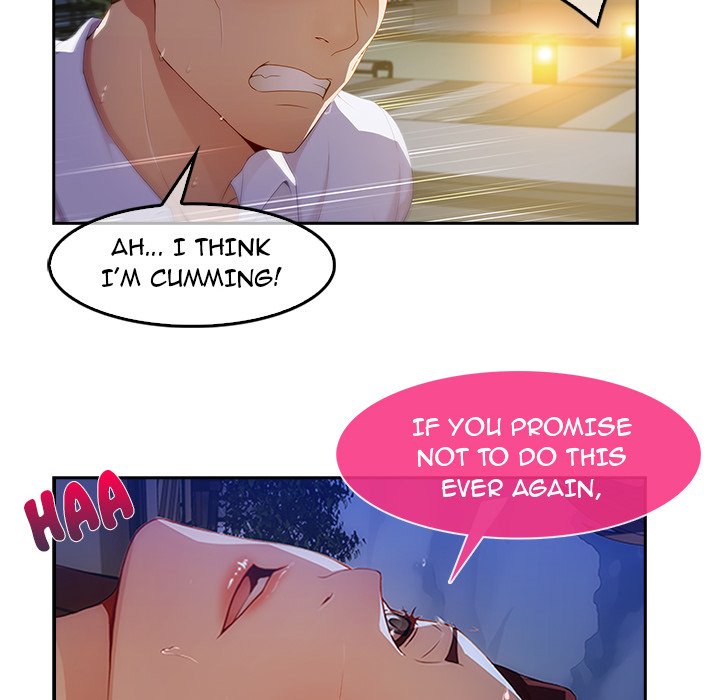 AH... I THINK
I'M CUMMING!
IF YOU PROMISE
NOT TO DO THIS
EVER AGAIN,
HAA